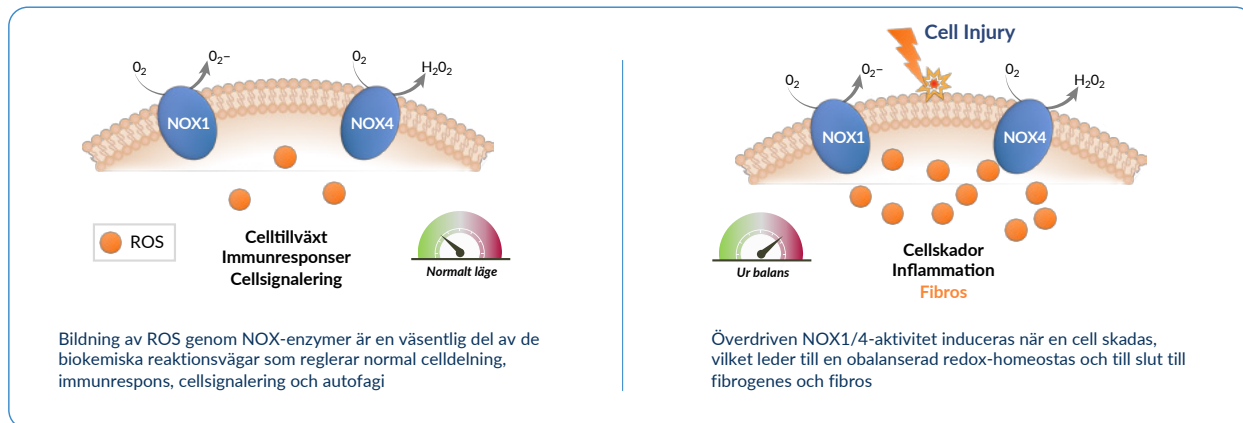 O₂
O₂−
O₂
H₂O₂
NOX1
NOX4
ROS
Celltillväxt
Immunresponser
Cellsignalering
Normalt läge
Bildning av ROS genom NOX-enzymer är en väsentlig del av de
biokemiska reaktionsvägar som reglerar normal celldelning,
immunrespons, cellsignalering och autofagi
Cell Injury
O₂
O₂−
O₂
H₂O₂
NOX1
NOX4
Ur balans
Cellskador
Inflammation
Fibros
Överdriven NOX1/4-aktivitet induceras när en cell skadas,
vilket leder till en obalanserad redox-homeostas och till slut till
fibrogenes och fibros